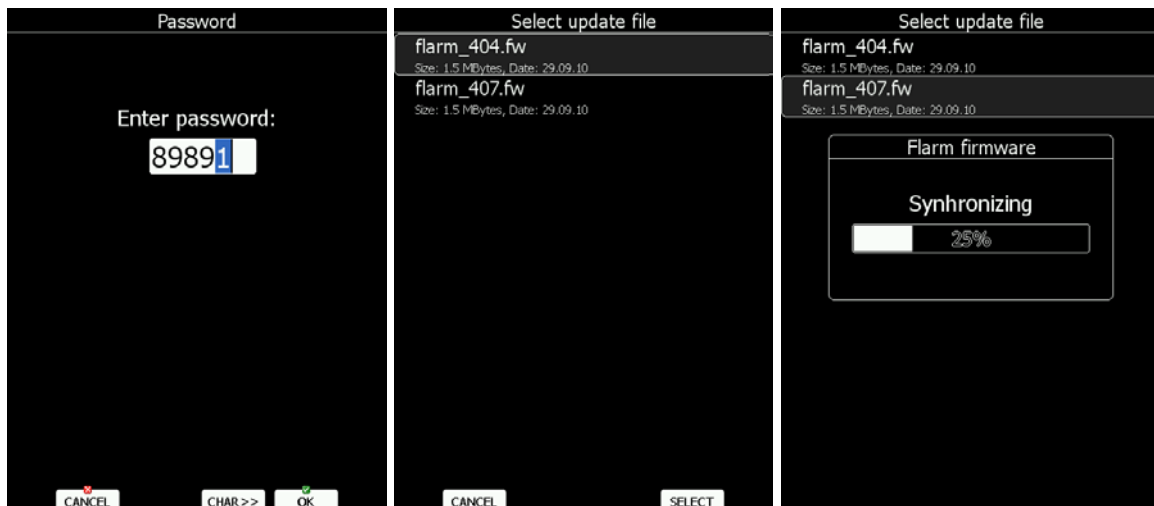 Password
Enter password:
89891
CANCEL
CHAR>>
OK
Select update file
flarm_404.fw
Size: 1.5 MBytes, Date: 29.09.10
flarm_407.fw
Size: 1.5 MBytes, Date: 29.09.10
CANCEL
SELECT
Select update file
flarm_404.fw
Size: 1.5 MBytes, Date: 29.09.10
flarm_407.fw
Size: 1.5 MBytes, Date: 29.09.10
Flarm firmware
Synhronizing
25%